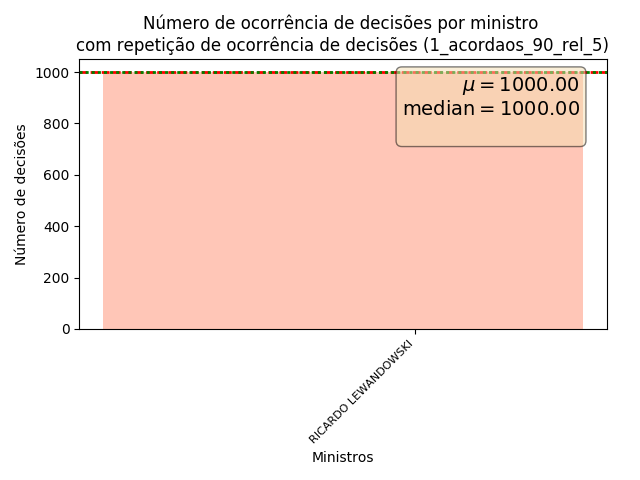 Número de ocorrência de decisões por ministro
com repetição de ocorrência de decisões (1_acordaos_90_rel_5)
μ = 1000.00
median = 1000.00
Número de decisões
1000
800
600
400
200
0
RICARDO LEWANDOWSKI
Ministros